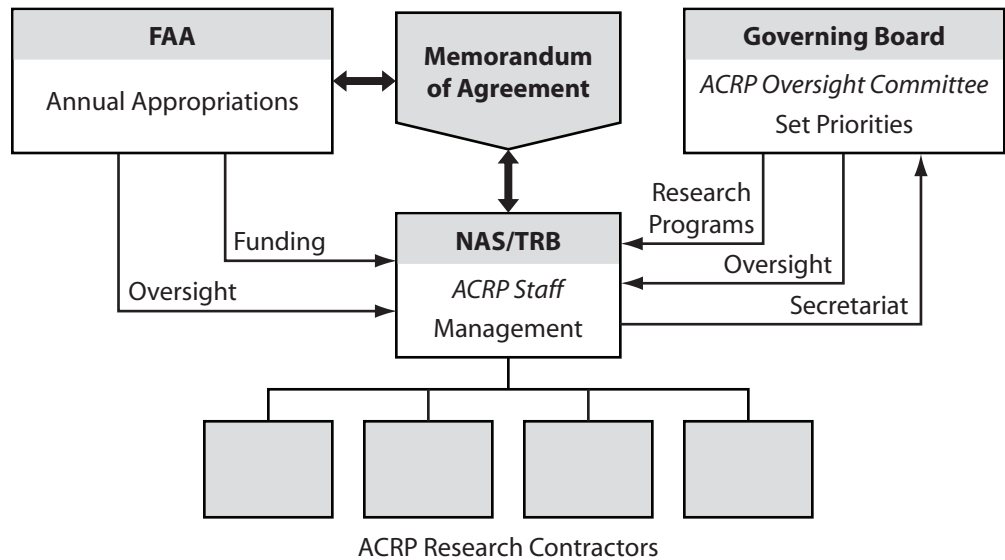 FAA
Annual Appropriations
Memorandum
of Agreement
Governing Board
ACRP Oversight Committee
Set Priorities
Research
Programs
Funding
NAS/TRB
Oversight
Oversight
ACRP Staff
Secretariat
Management
ACRP Research Contractors